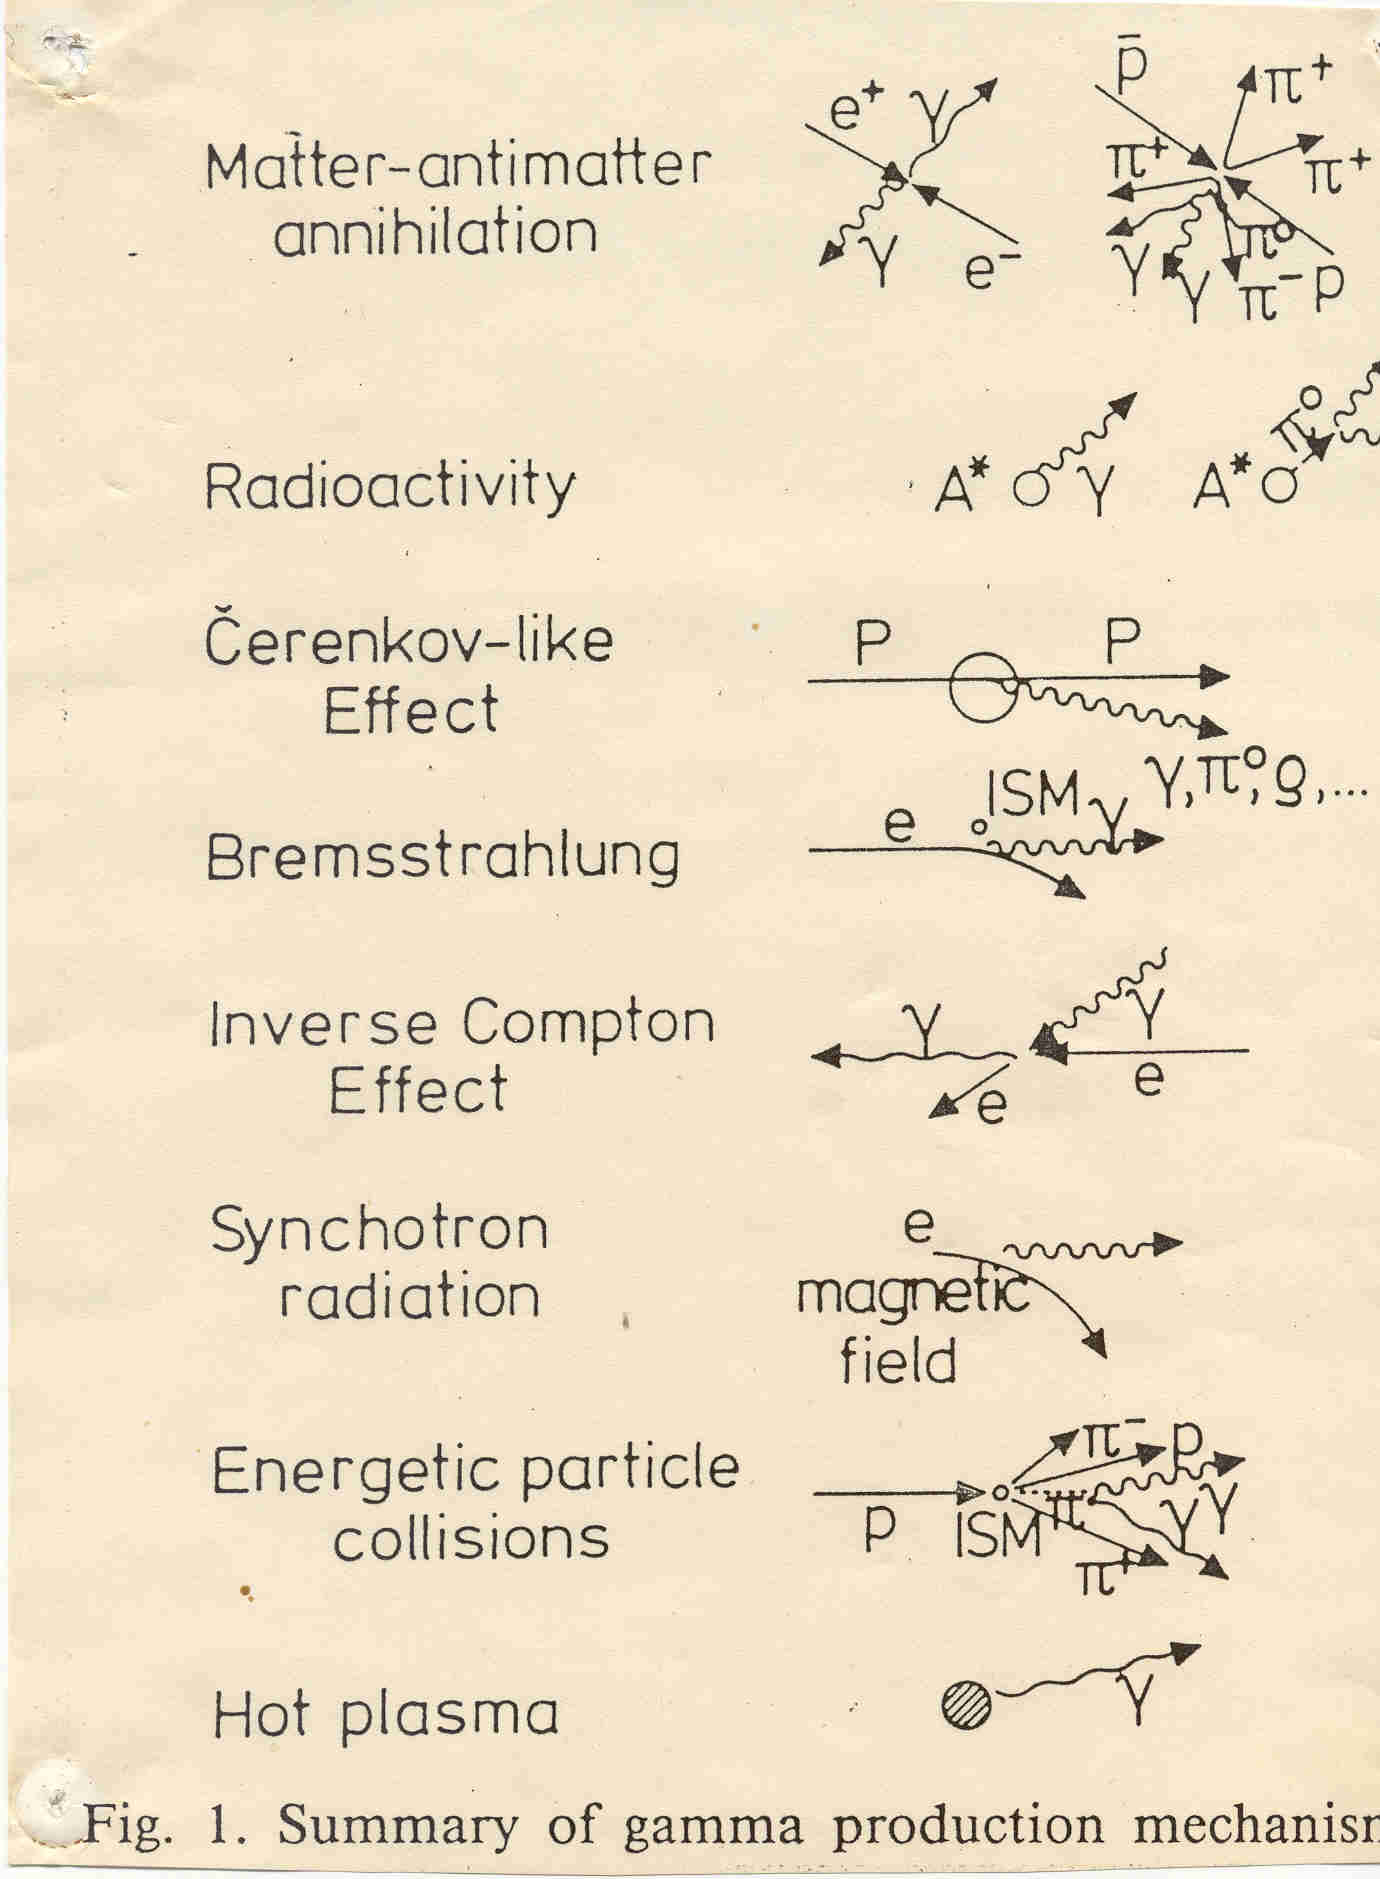 Matter-antimatter
annihilation
e⁺ γ
γ e⁻
p̄ π⁺
π⁺ π⁺
γ γ π⁰ π⁻ p
Radioactivity
A* γ
A* π⁰
Čerenkov-like
Effect
P P
γ, π⁰, ϱ, ...
Bremsstrahlung
e ISM γ
Inverse Compton
Effect
γ γ
e e
Synchotron
radiation
e
magnetic
field
Energetic particle
collisions
π⁻ p
p ISM π γ γ
π⁺
Hot plasma
γ
Fig. 1. Summary of gamma production mechanism